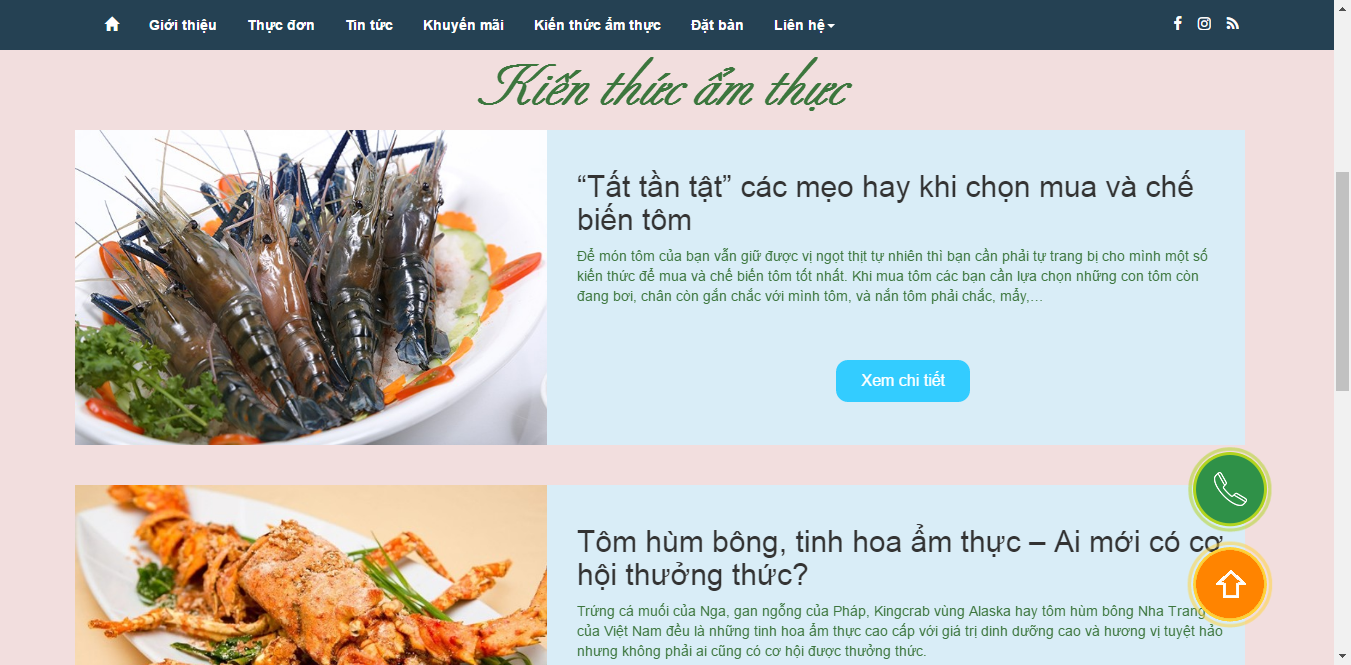 Giới thiệu Thực đơn Tin tức Khuyến mãi Kiến thức ẩm thực Đặt bàn Liên hệ
Kiến thức ẩm thực
“Tất tần tật” các mẹo hay khi chọn mua và chế
biến tôm
Để món tôm của bạn vẫn giữ được vị ngọt thịt tự nhiên thì bạn cần phải tự trang bị cho mình một số
kiến thức để mua và chế biến tôm tốt nhất. Khi mua tôm các bạn cần lựa chọn những con tôm còn
đang bơi, chân còn gắn chắc với mình tôm, và nắn tôm phải chắc, mẩy,...
Xem chi tiết
Tôm hùm bông, tinh hoa ẩm thực – Ai mới có cơ
hội thưởng thức?
Trứng cá muối của Nga, gan ngỗng của Pháp, Kingcrab vùng Alaska hay tôm hùm bông Nha Trang
của Việt Nam đều là những tinh hoa ẩm thực cao cấp với giá trị dinh dưỡng cao và hương vị tuyệt hảo
nhưng không phải ai cũng có cơ hội được thưởng thức.